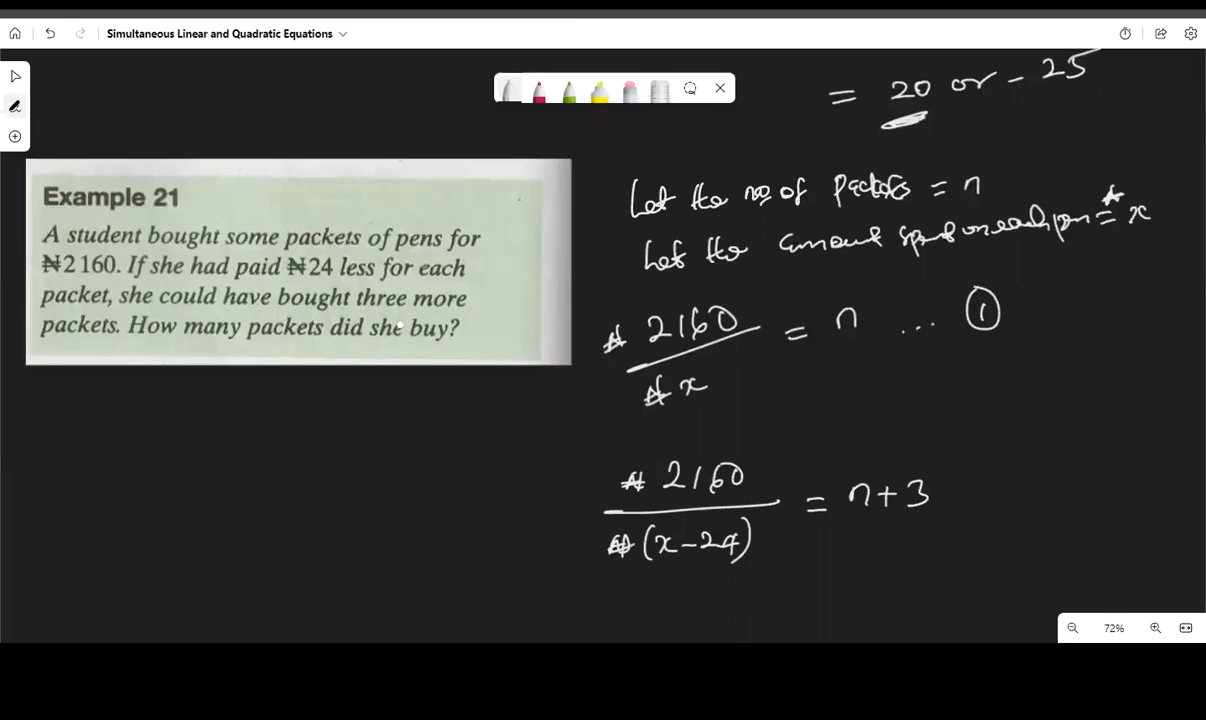 Simultaneous Linear and Quadratic Equations
= 20 or - 25
Example 21
A student bought some packets of pens for
₦2 160. If she had paid ₦24 less for each
packet, she could have bought three more
packets. How many packets did she buy?
Let the no of packets = n
Let the amount spent on each pen = ₦ x
₦ 2160 / ₦ x = n ... ①
₦ 2160 / ₦ (x - 24) = n + 3
72%